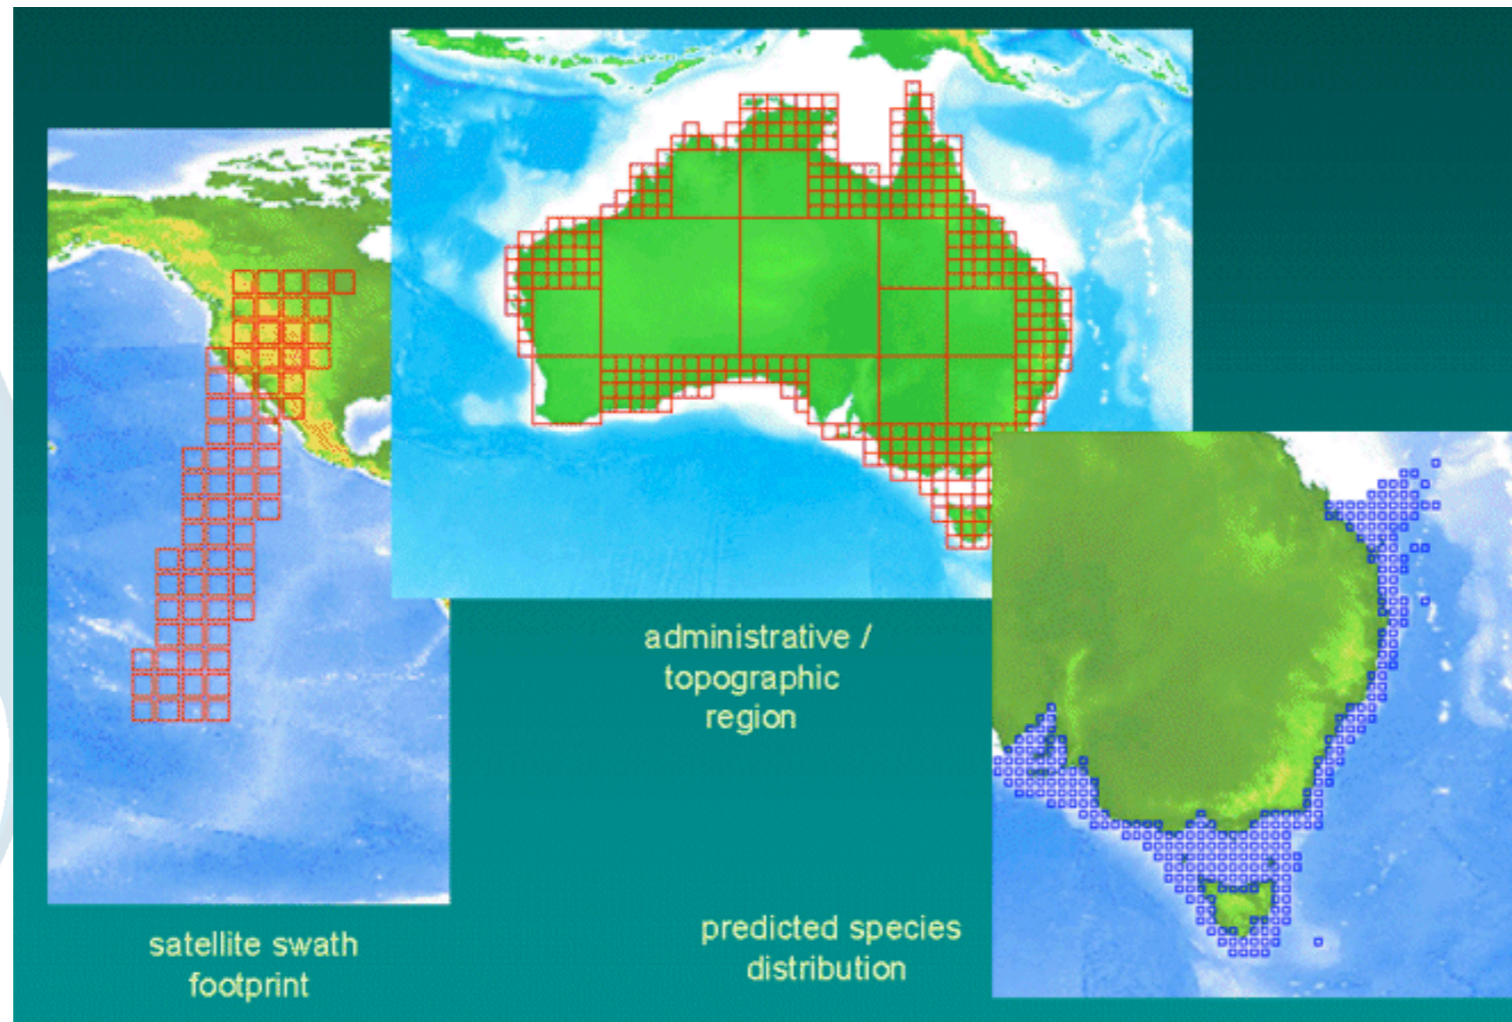 administrative /
topographic
region
satellite swath
footprint
predicted species
distribution